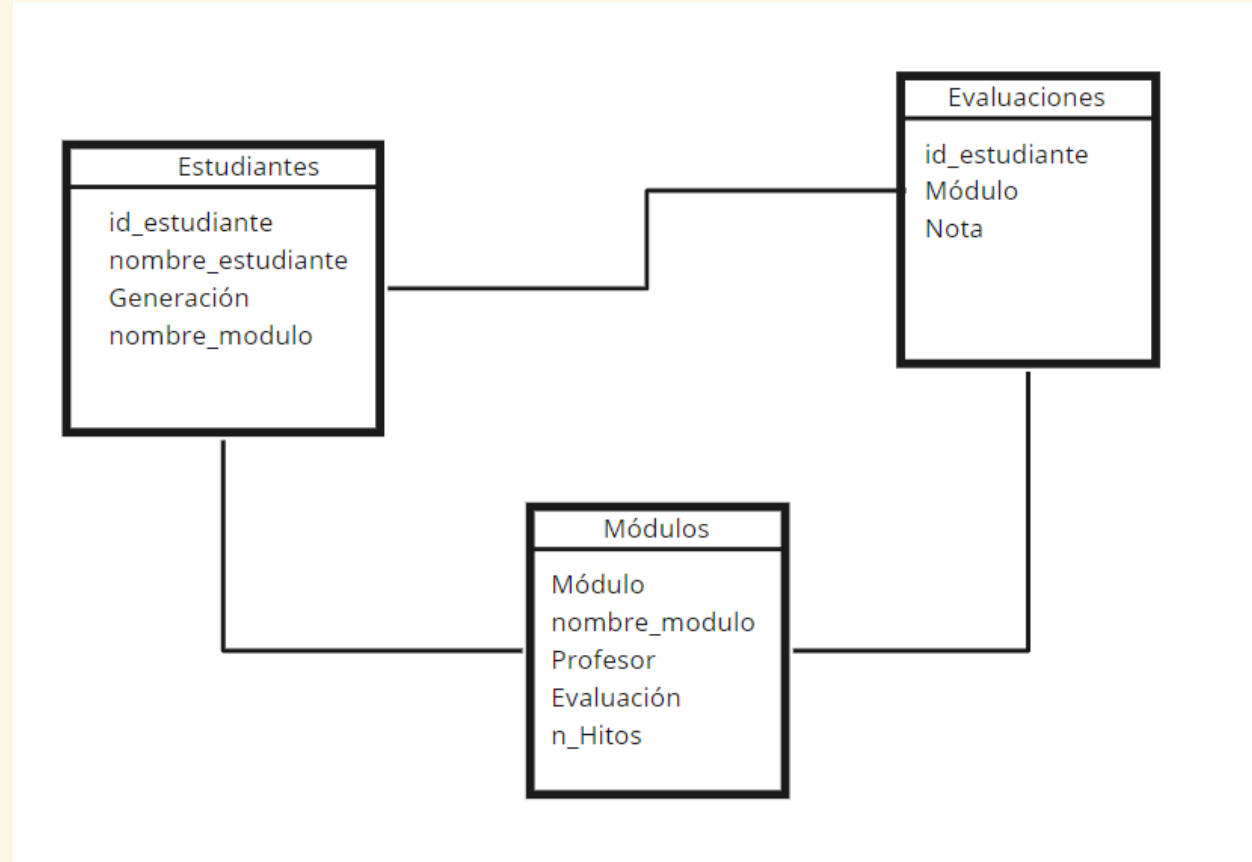 Estudiantes
id_estudiante
nombre_estudiante
Generación
nombre_modulo
Evaluaciones
id_estudiante
Módulo
Nota
Módulos
Módulo
nombre_modulo
Profesor
Evaluación
n_Hitos